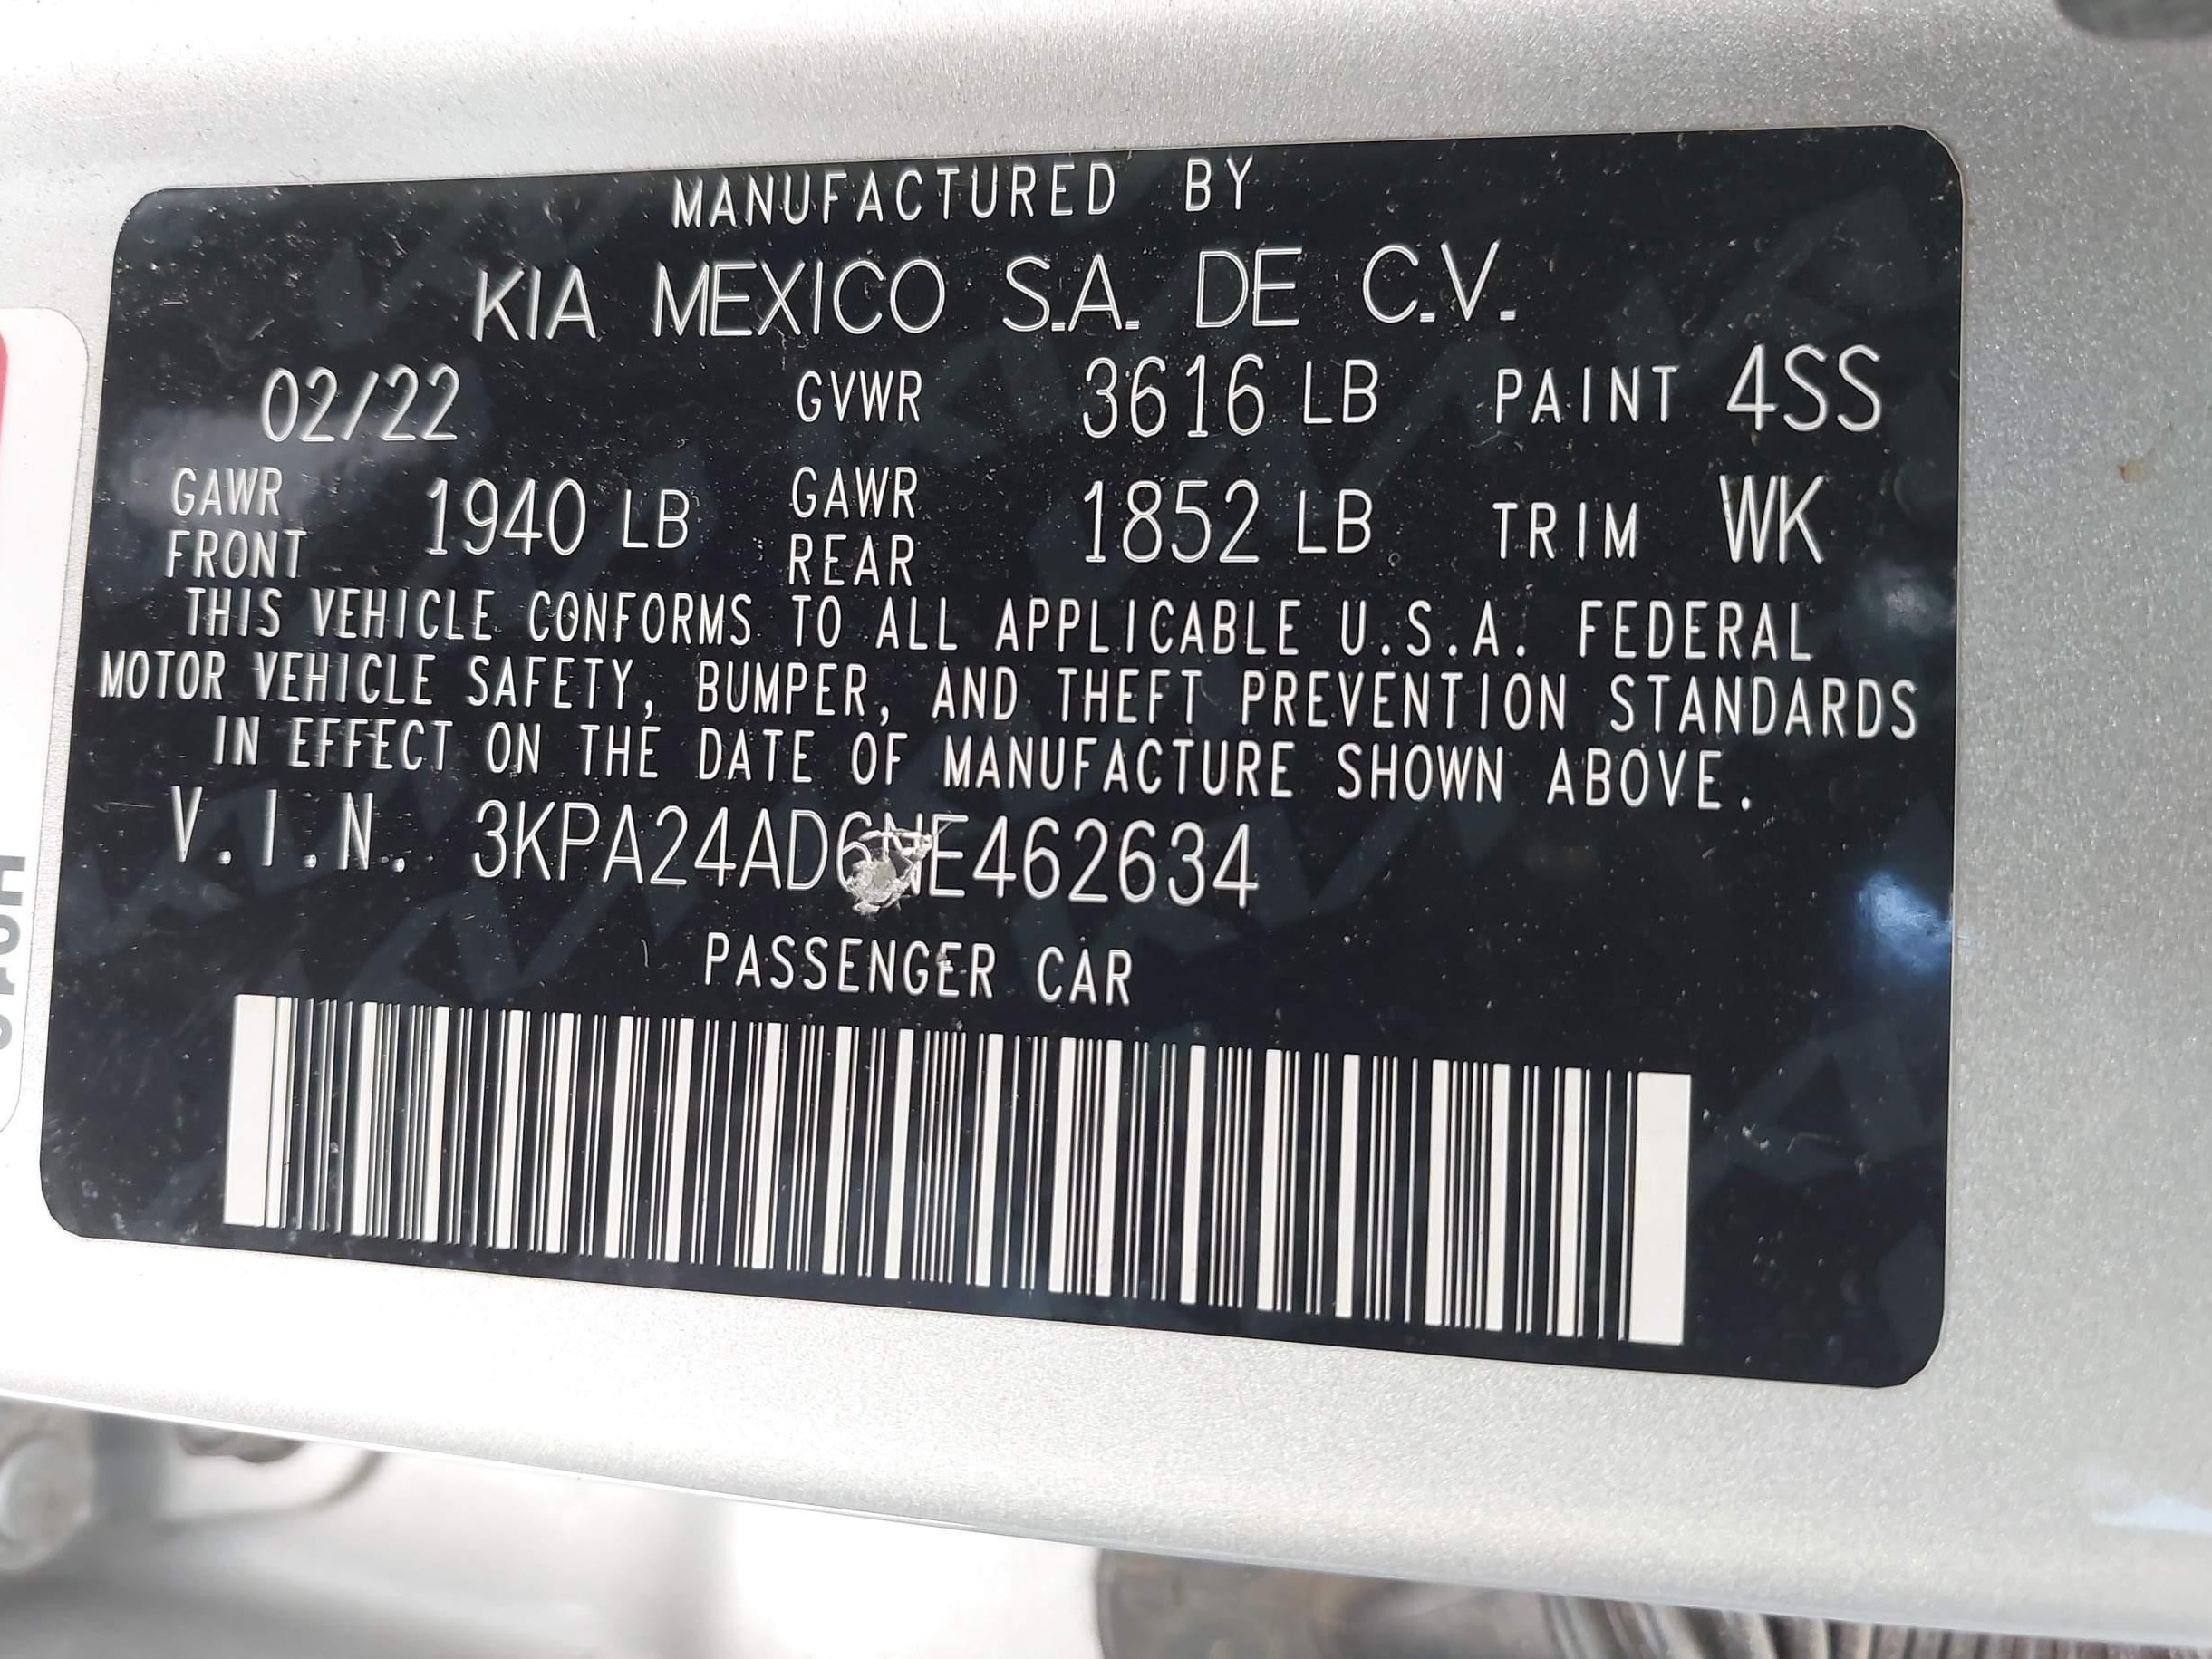 MANUFACTURED BY
KIA MEXICO S.A. DE C.V.
02/22 GVWR 3616 LB PAINT 4SS
GAWR FRONT 1940 LB GAWR REAR 1852 LB TRIM WK
THIS VEHICLE CONFORMS TO ALL APPLICABLE U.S.A. FEDERAL
MOTOR VEHICLE SAFETY, BUMPER, AND THEFT PREVENTION STANDARDS
IN EFFECT ON THE DATE OF MANUFACTURE SHOWN ABOVE.
V.I.N. 3KPA24AD6NE462634
PASSENGER CAR